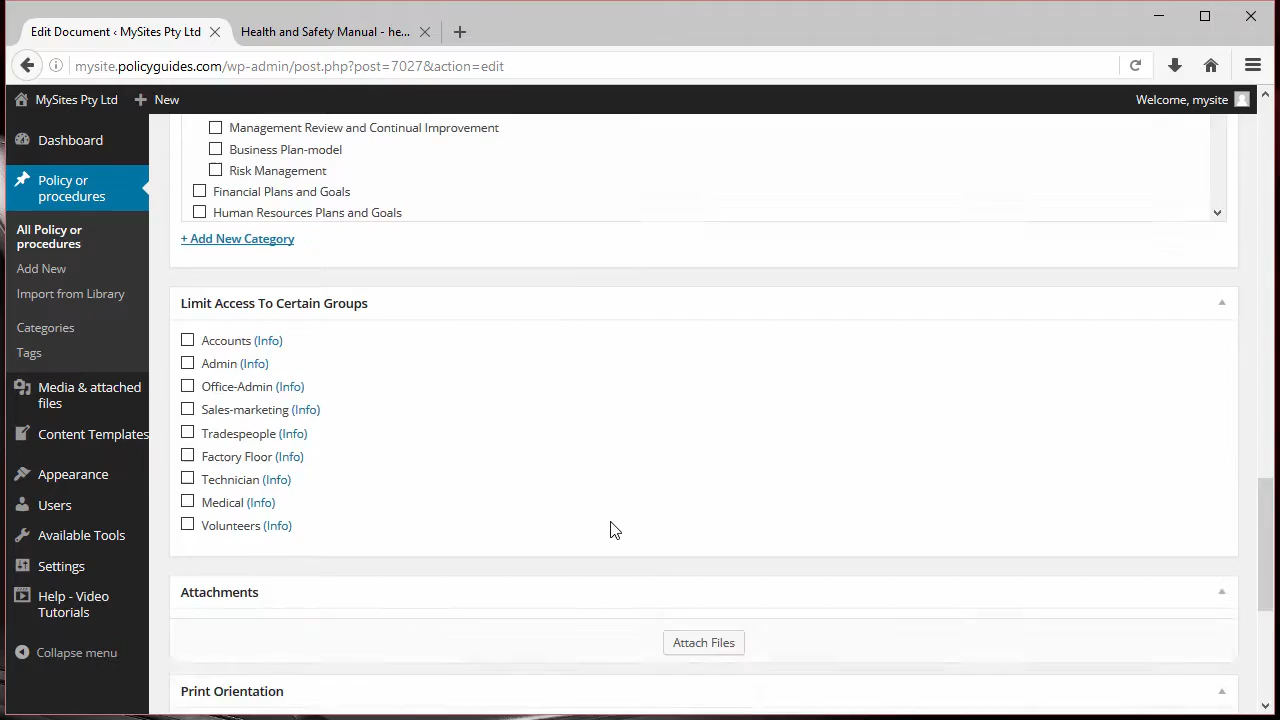 Edit Document ‹ MySites Pty Ltd
Health and Safety Manual - he...
mysite.policyguides.com/wp-admin/post.php?post=7027&action=edit
MySites Pty Ltd
New
Welcome, mysite
Dashboard
Policy or
procedures
All Policy or
procedures
Add New
Import from Library
Categories
Tags
Media & attached
files
Content Templates
Appearance
Users
Available Tools
Settings
Help - Video
Tutorials
Collapse menu
Management Review and Continual Improvement
Business Plan-model
Risk Management
Financial Plans and Goals
Human Resources Plans and Goals
+ Add New Category
Limit Access To Certain Groups
Accounts (Info)
Admin (Info)
Office-Admin (Info)
Sales-marketing (Info)
Tradespeople (Info)
Factory Floor (Info)
Technician (Info)
Medical (Info)
Volunteers (Info)
Attachments
Attach Files
Print Orientation